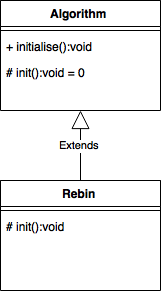 Algorithm
+ initialise():void
# init():void = 0
Extends
Rebin
# init():void